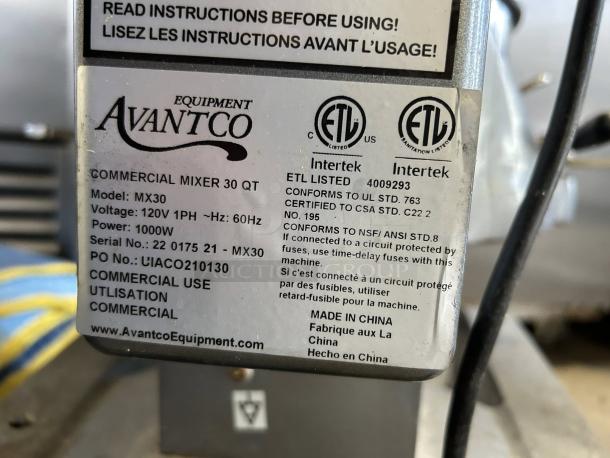 READ INSTRUCTIONS BEFORE USING!
LISEZ LES INSTRUCTIONS AVANT L'USAGE!
EQUIPMENT
AVANTCO
COMMERCIAL MIXER 30 QT
Model: MX30
Voltage: 120V 1PH ~Hz: 60Hz
Power: 1000W
Serial No.: 22 0175 21 - MX30
PO No.: UIACO210130
COMMERCIAL USE
UTLISATION
COMMERCIAL
www.AvantcoEquipment.com
C ETL US
LISTED
Intertek
ETL
SANITATION LISTED
Intertek
ETL LISTED 4009293
CONFORMS TO UL STD. 763
CERTIFIED TO CSA STD. C22 2
NO. 195
CONFORMS TO NSF/ ANSI STD.8
If connected to a circuit protected by
fuses, use time-delay fuses with this
machine.
Si c'est connecté à un circuit protégé
par des fusibles, utiliser
retard-fusible pour la machine.
MADE IN CHINA
Fabrique aux La
China
Hecho en China